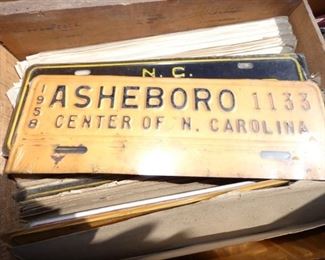 N. C.
1958 ASHEBORO 1133
CENTER OF N. CAROLINA